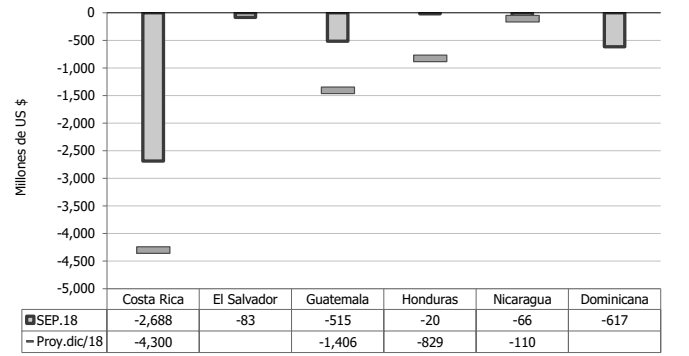 Millones de US $
0
-500
-1,000
-1,500
-2,000
-2,500
-3,000
-3,500
-4,000
-4,500
-5,000
Costa Rica El Salvador Guatemala Honduras Nicaragua Dominicana
SEP.18 -2,688 -83 -515 -20 -66 -617
Proy.dic/18 -4,300 -1,406 -829 -110